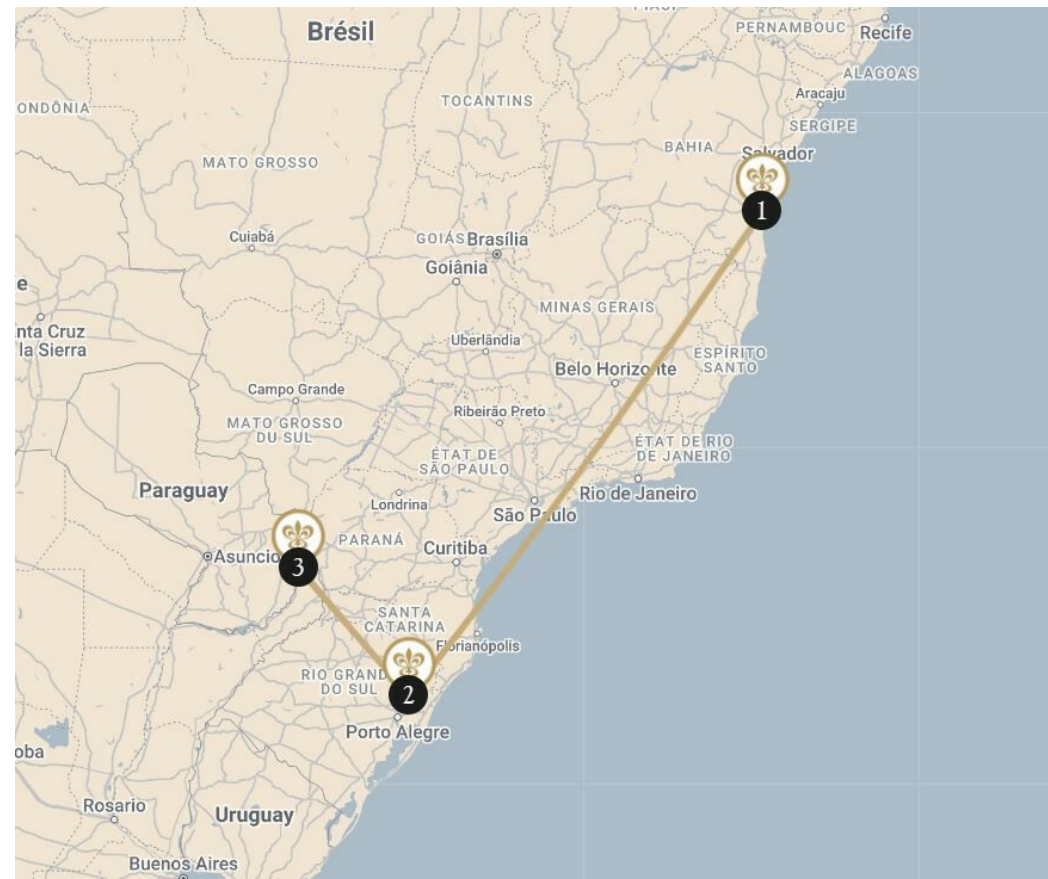 Brésil
PERNAMBOUC
Recife
ALAGOAS
Aracaju
SERGIPE
TOCANTINS
MATO GROSSO
BAHIA
Salvador
1
Cuiabá
GOIÁS
Brasília
Goiânia
MINAS GERAIS
Uberlândia
ESPÍRITO
SANTO
Belo Horizonte
Campo Grande
Ribeirão Preto
MATO GROSSO
DU SUL
ÉTAT DE
SÃO PAULO
ÉTAT DE RIO
DE JANEIRO
Rio de Janeiro
São Paulo
Londrina
Paraguay
PARANÁ
Curitiba
Asuncio
3
SANTA
CATARINA
Florianópolis
RIO GRAND
DO SUL
2
Porto Alegre
Rosario
Uruguay
Buenos Aires
nta Cruz
la Sierra
ONDÔNIA
oba
e